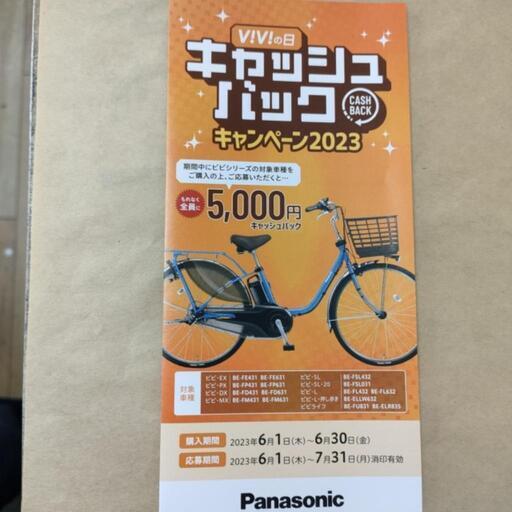 V!V!の日
キャッシュ
バック
CASH
BACK
キャンペーン2023
期間中にビビシリーズの対象車種を
ご購入の上、ご応募いただくと…
もれなく
全員に
5,000円
キャッシュバック
対象
車種
ビビ・EX BE-FE431 BE-FE631
ビビ・PX BE-FP431 BE-FP631
ビビ・DX BE-FD431 BE-FD631
ビビ・MX BE-FM431 BE-FM631
ビビ・SL BE-FSL432
ビビ・SL・20 BE-FSL031
ビビ・L BE-FL432 BE-FL632
ビビ・L・押し歩き BE-ELLW632
ビビライフ BE-FUB31 BE-ELR835
購入期間 2023年6月1日(木)～6月30日(金)
応募期間 2023年6月1日(木)～7月31日(月)消印有効
Panasonic